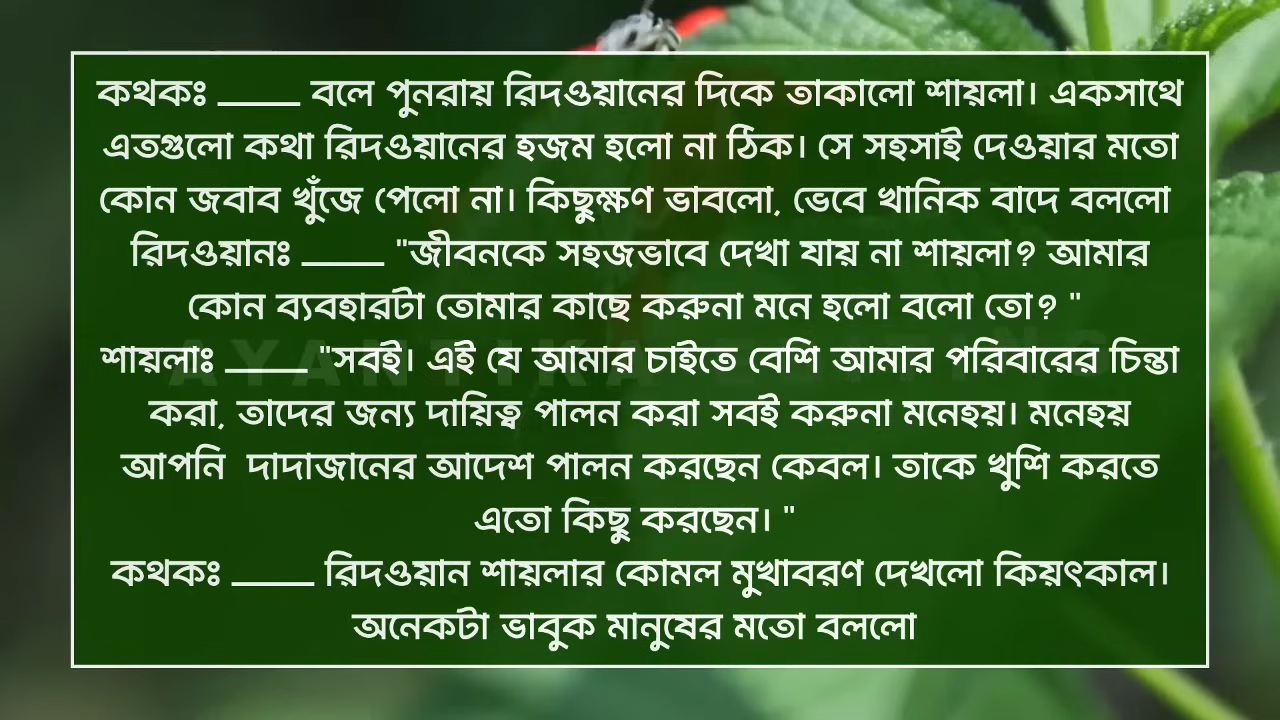 কথকঃ ____ বলে পুনরায় রিদওয়ানের দিকে তাকালো শায়লা। একসাথে
এতগুলো কথা রিদওয়ানের হজম হলো না ঠিক। সে সহসাই দেওয়ার মতো
কোন জবাব খুঁজে পেলো না। কিছুক্ষণ ভাবলো, ভেবে খানিক বাদে বললো
রিদওয়ানঃ ____ "জীবনকে সহজভাবে দেখা যায় না শায়লা? আমার
কোন ব্যবহারটা তোমার কাছে করুনা মনে হলো বলো তো? "
শায়লাঃ ____ "সবই। এই যে আমার চাইতে বেশি আমার পরিবারের চিন্তা
করা, তাদের জন্য দায়িত্ব পালন করা সবই করুনা মনেহয়। মনেহয়
আপনি  দাদাজানের আদেশ পালন করছেন কেবল। তাকে খুশি করতে
এতো কিছু করছেন। "
কথকঃ ____ রিদওয়ান শায়লার কোমল মুখাবরণ দেখলো কিয়ৎকাল।
অনেকটা ভাবুক মানুষের মতো বললো
AYANTIKA